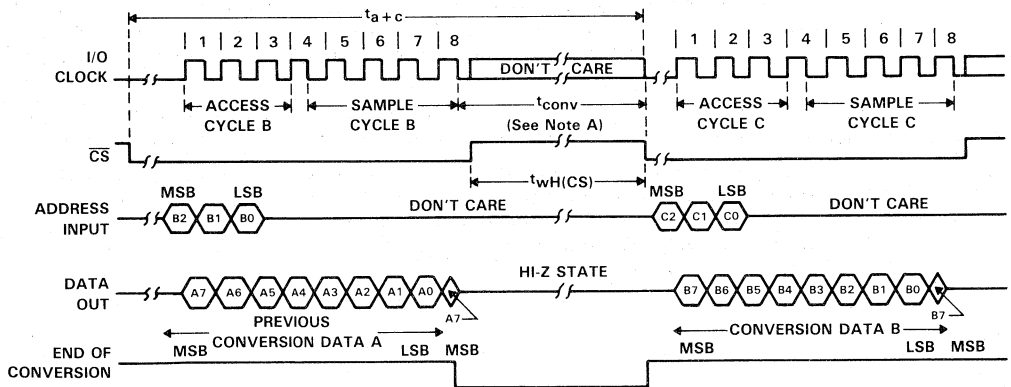 ta+c
1 2 3 4 5 6 7 8 1 2 3 4 5 6 7 8
I/O CLOCK
DON'T CARE
ACCESS CYCLE B
SAMPLE CYCLE B
tconv
(See Note A)
ACCESS CYCLE C
SAMPLE CYCLE C
CS
twH(CS)
MSB LSB MSB LSB
ADDRESS INPUT
B2 B1 B0
DON'T CARE
C2 C1 C0
DON'T CARE
HI-Z STATE
DATA OUT
A7 A6 A5 A4 A3 A2 A1 A0
A7
B7 B6 B5 B4 B3 B2 B1 B0
B7
PREVIOUS CONVERSION DATA A
CONVERSION DATA B
MSB LSB MSB MSB LSB MSB
END OF CONVERSION